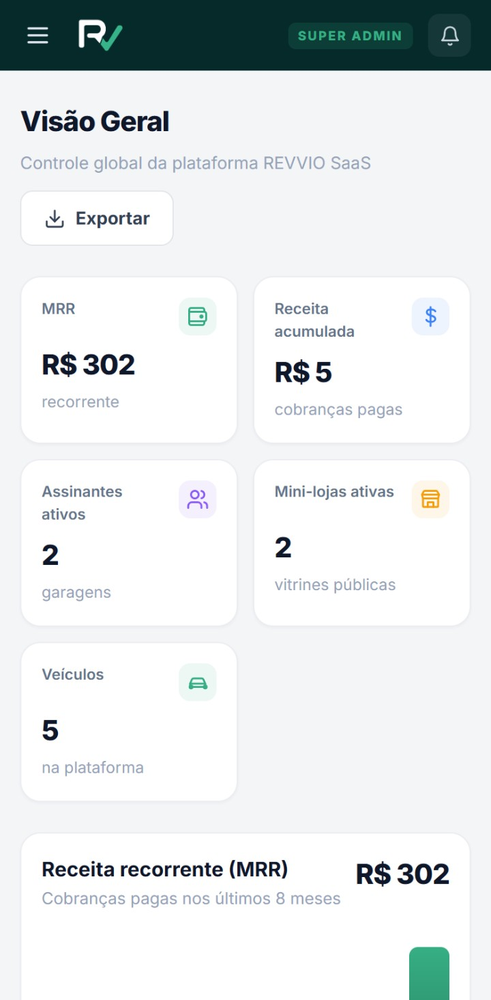 RV
SUPER ADMIN
Visão Geral
Controle global da plataforma REVVIO SaaS
Exportar
MRR
R$ 302
recorrente
Receita
acumulada
R$ 5
cobranças pagas
Assinantes
ativos
2
garagens
Mini-lojas ativas
2
vitrines públicas
Veículos
5
na plataforma
Receita recorrente (MRR)
R$ 302
Cobranças pagas nos últimos 8 meses